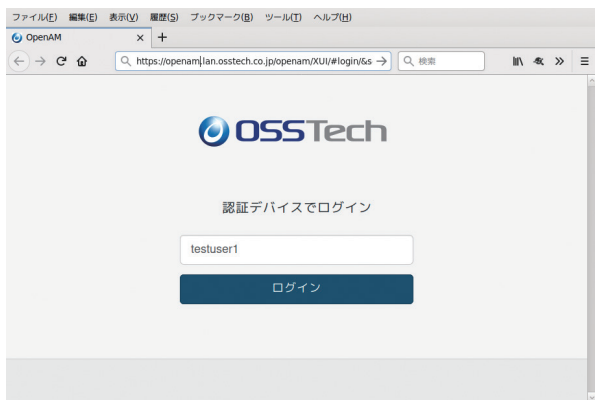 ファイル(F) 編集(E) 表示(V) 履歴(S) ブックマーク(B) ツール(T) ヘルプ(H)
OpenAM × +
https://openam.lan.osstech.co.jp/openam/XUI/#login/&s 検索
OSSTech
認証デバイスでログイン
testuser1
ログイン